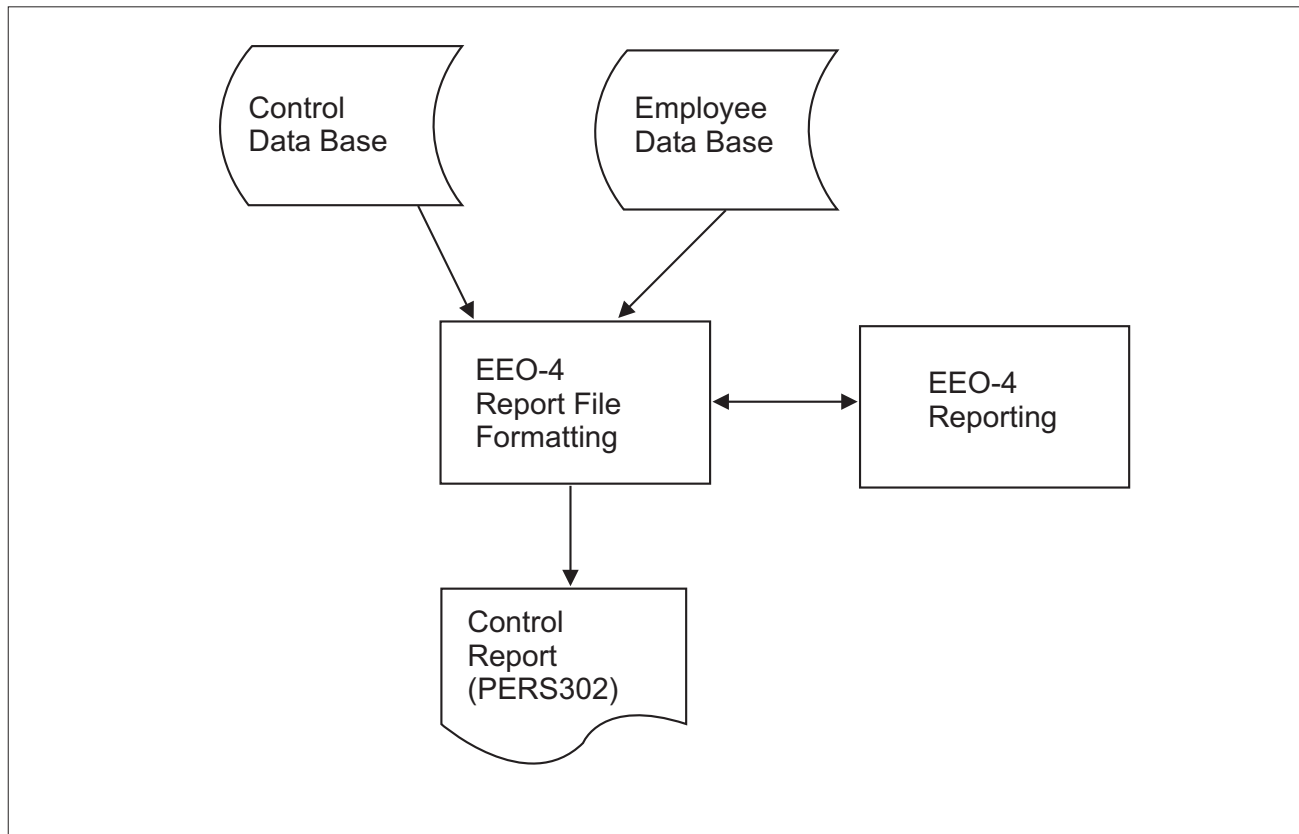 Control
Data Base
Employee
Data Base
EEO-4
Report File
Formatting
EEO-4
Reporting
Control
Report
(PERS302)